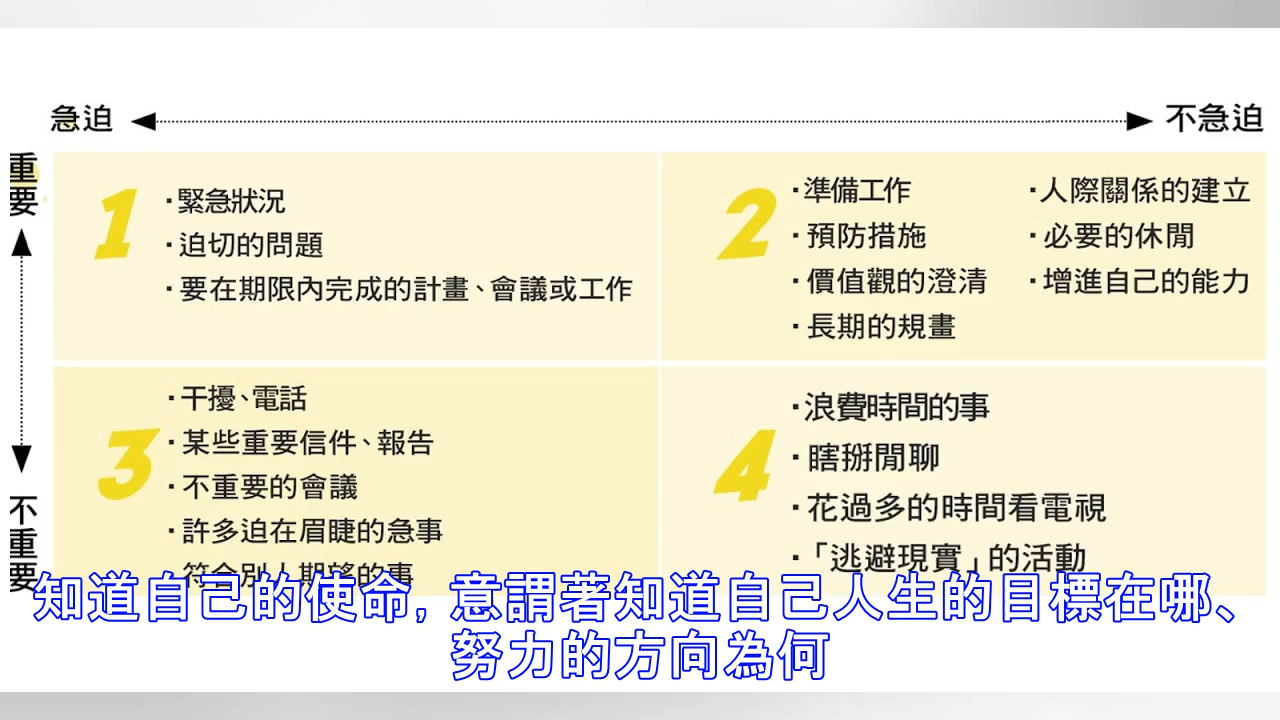 急迫
不急迫
重要
不重要
1
・緊急狀況
・迫切的問題
・要在期限內完成的計畫、會議或工作
2
・準備工作
・預防措施
・價值觀的澄清
・長期的規畫
・人際關係的建立
・必要的休閒
・增進自己的能力
3
・干擾、電話
・某些重要信件、報告
・不重要的會議
・許多迫在眉睫的急事
・符合別人期望的事
4
・浪費時間的事
・瞎掰閒聊
・花過多的時間看電視
・「逃避現實」的活動
知道自己的使命, 意謂著知道自己人生的目標在哪、
努力的方向為何